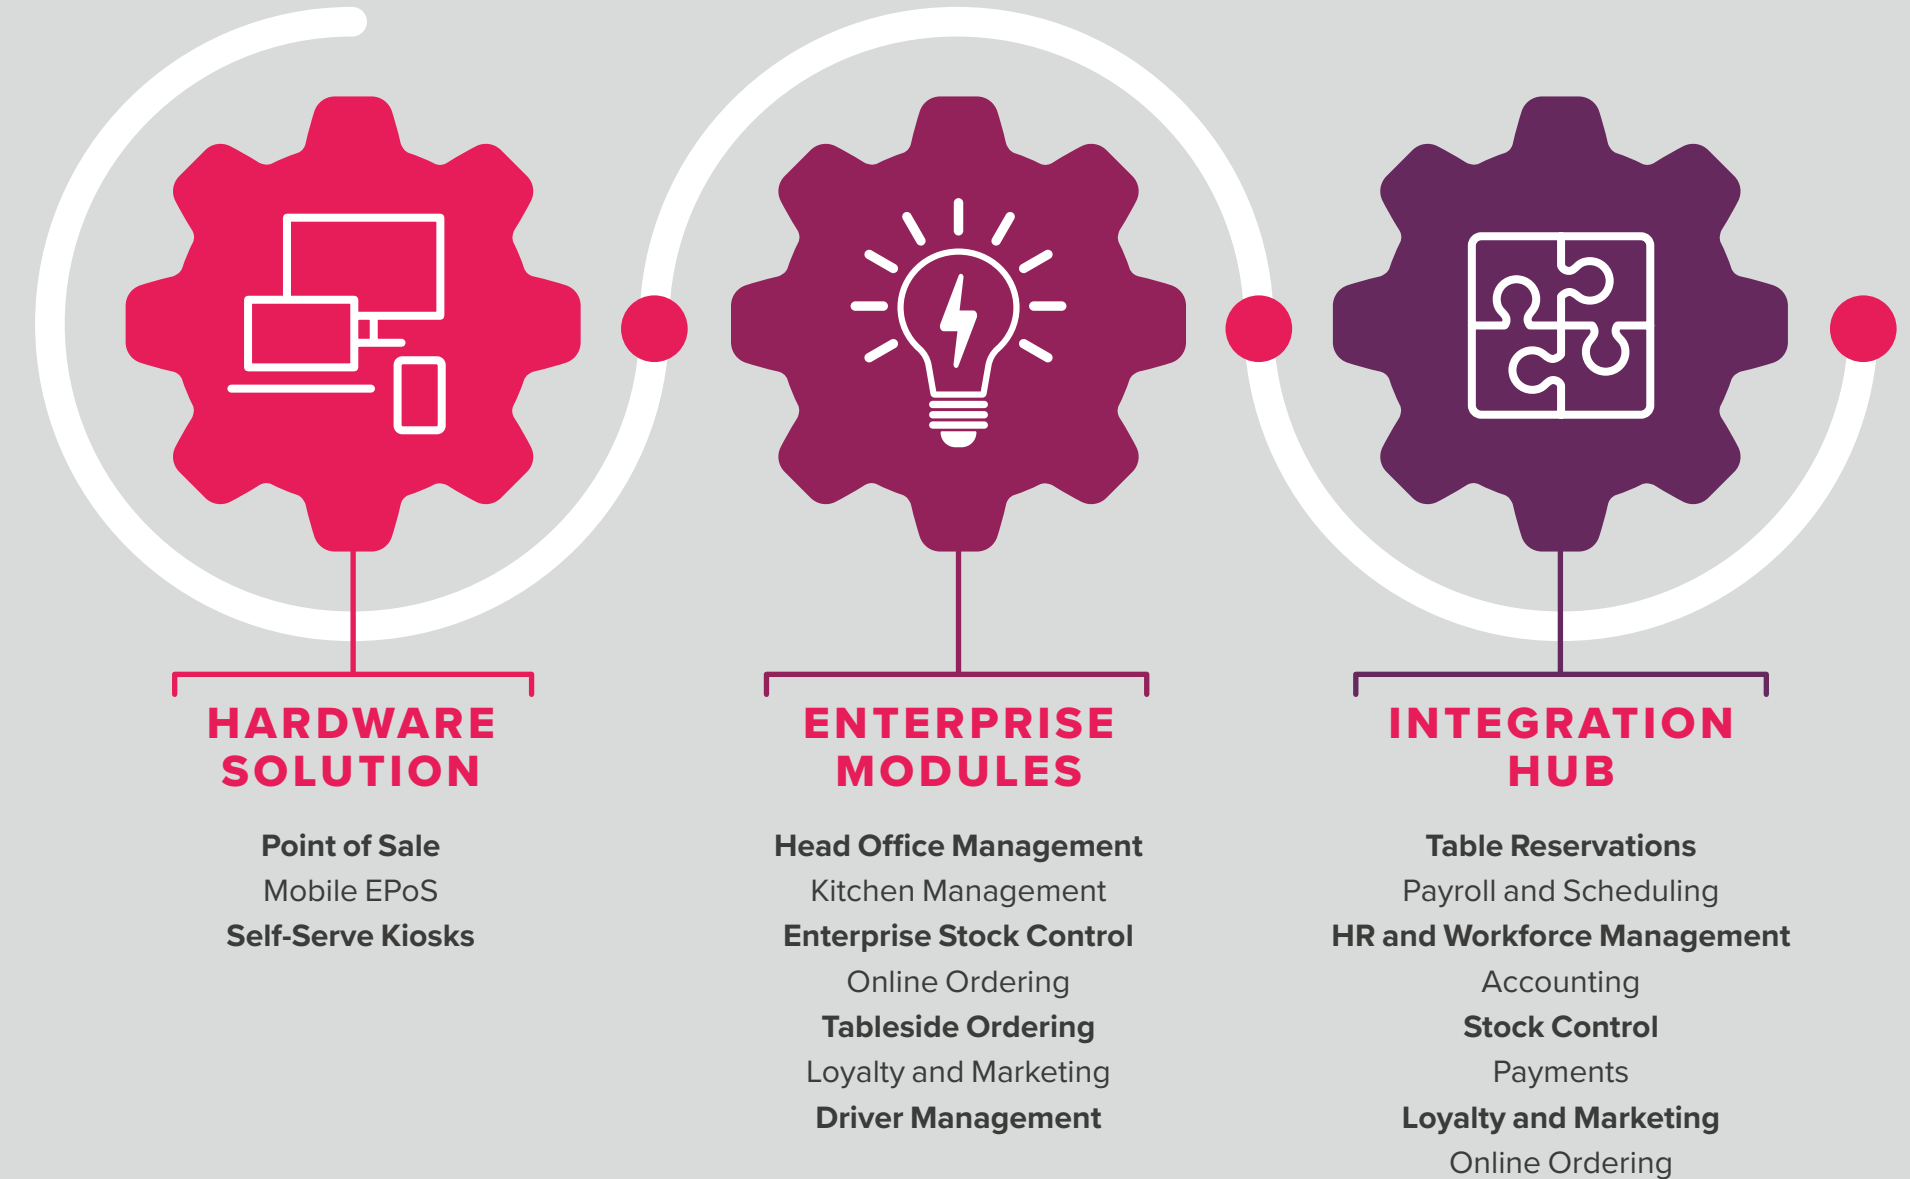 HARDWARE
SOLUTION
Point of Sale
Mobile EPoS
Self-Serve Kiosks
ENTERPRISE
MODULES
Head Office Management
Kitchen Management
Enterprise Stock Control
Online Ordering
Tableside Ordering
Loyalty and Marketing
Driver Management
INTEGRATION
HUB
Table Reservations
Payroll and Scheduling
HR and Workforce Management
Accounting
Stock Control
Payments
Loyalty and Marketing
Online Ordering